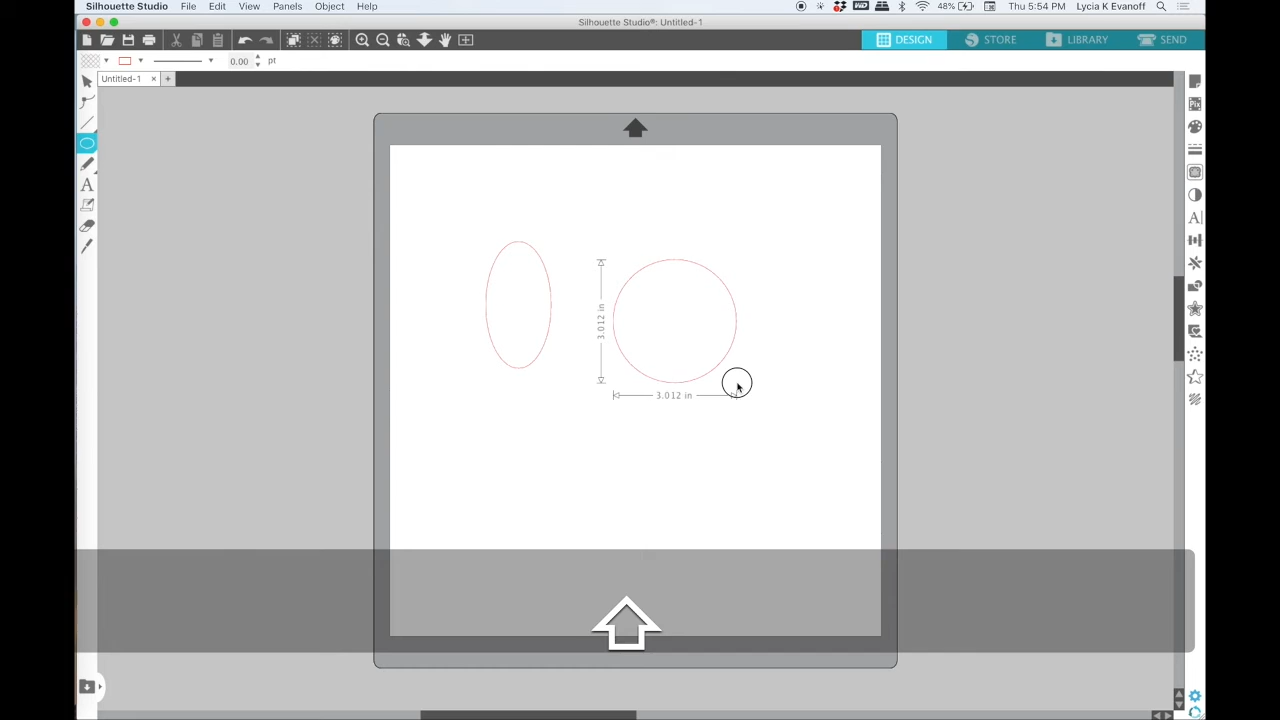 Silhouette Studio File Edit View Panels Object Help 48% Thu 5:54 PM Lycia K Evanoff
Silhouette Studio®: Untitled-1
DESIGN STORE LIBRARY SEND
0.00 pt
Untitled-1
3.012 in
3.012 in